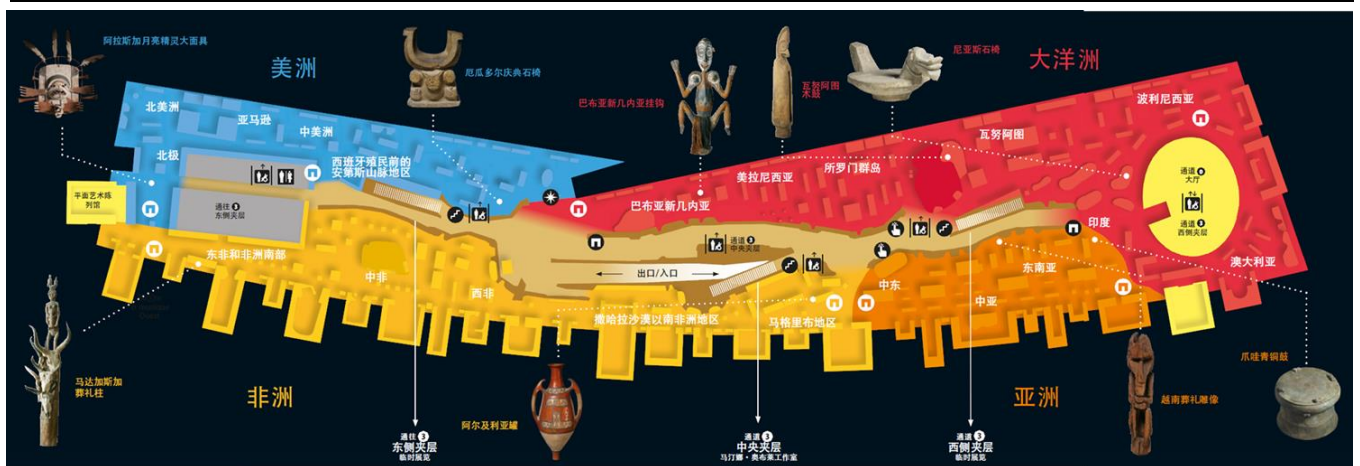 阿拉斯加月亮精灵大面具
美洲
厄瓜多尔庆典石椅
巴布亚新几内亚挂钩
瓦努阿图
木鼓
尼亚斯石椅
大洋洲
北美洲
亚马逊
中美洲
北极
西班牙殖民前的
安第斯山脉地区
波利尼西亚
瓦努阿图
所罗门群岛
美拉尼西亚
巴布亚新几内亚
平面艺术陈
列馆
通往 3
东侧夹层
通道 3
中央夹层
通道 6
大厅
通道 3
西侧夹层
印度
澳大利亚
东非和非洲南部
中非
西非
出口/入口
撒哈拉沙漠以南非洲地区
马格里布地区
中东
东南亚
中亚
马达加斯加
葬礼柱
非洲
阿尔及利亚罐
亚洲
越南葬礼雕像
爪哇青铜鼓
通往 3
东侧夹层
临时展览
通道 3
中央夹层
马汀娜·奥布莱工作室
通道 3
西侧夹层
临时展览